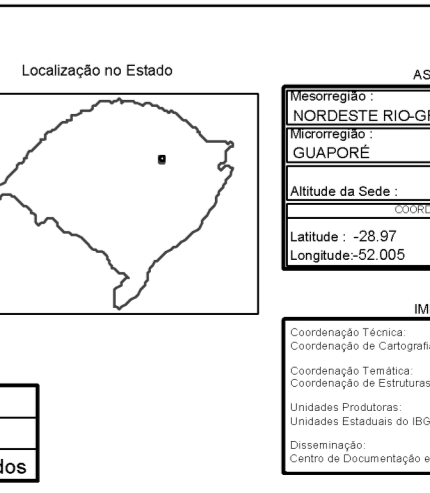 Localização no Estado
AS
Mesorregião :
NORDESTE RIO-GR
Microrregião :
GUAPORÉ
Altitude da Sede :
COORD
Latitude : -28.97
Longitude:-52.005
IM
Coordenação Técnica:
Coordenação de Cartografia
Coordenação Temática:
Coordenação de Estruturas
Unidades Produtoras:
Unidades Estaduais do IBG
Disseminação:
Centro de Documentação e
dos